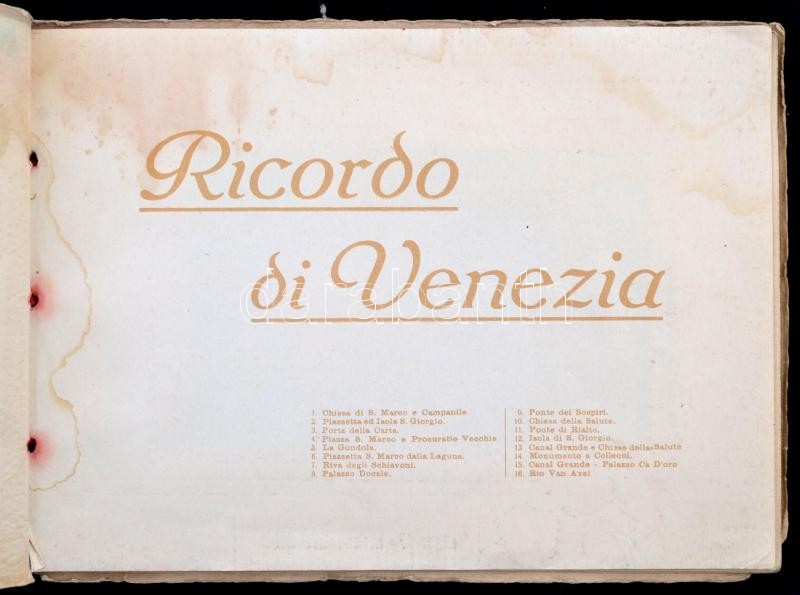 Ricordo
di Venezia
darabanth
1. Chiesa di S. Marco e Campanile
2. Piazzetta ed Isola S. Giorgio.
3. Porta della Carta.
4. Piazza S. Marco e Procuratie Vecchie
5. La Gondola.
6. Piazzetta S. Marco dalla Laguna.
7. Riva degli Schiavoni.
8. Palazzo Ducale.
9. Ponte dei Sospiri.
10. Chiesa della Salute.
11. Ponte di Rialto.
12. Isola di S. Giorgio.
13. Canal Grande e Chiesa della Salute
14. Monumento a Colleoni.
15. Canal Grande - Palazzo Cà D'oro
16. Rio Van Axel